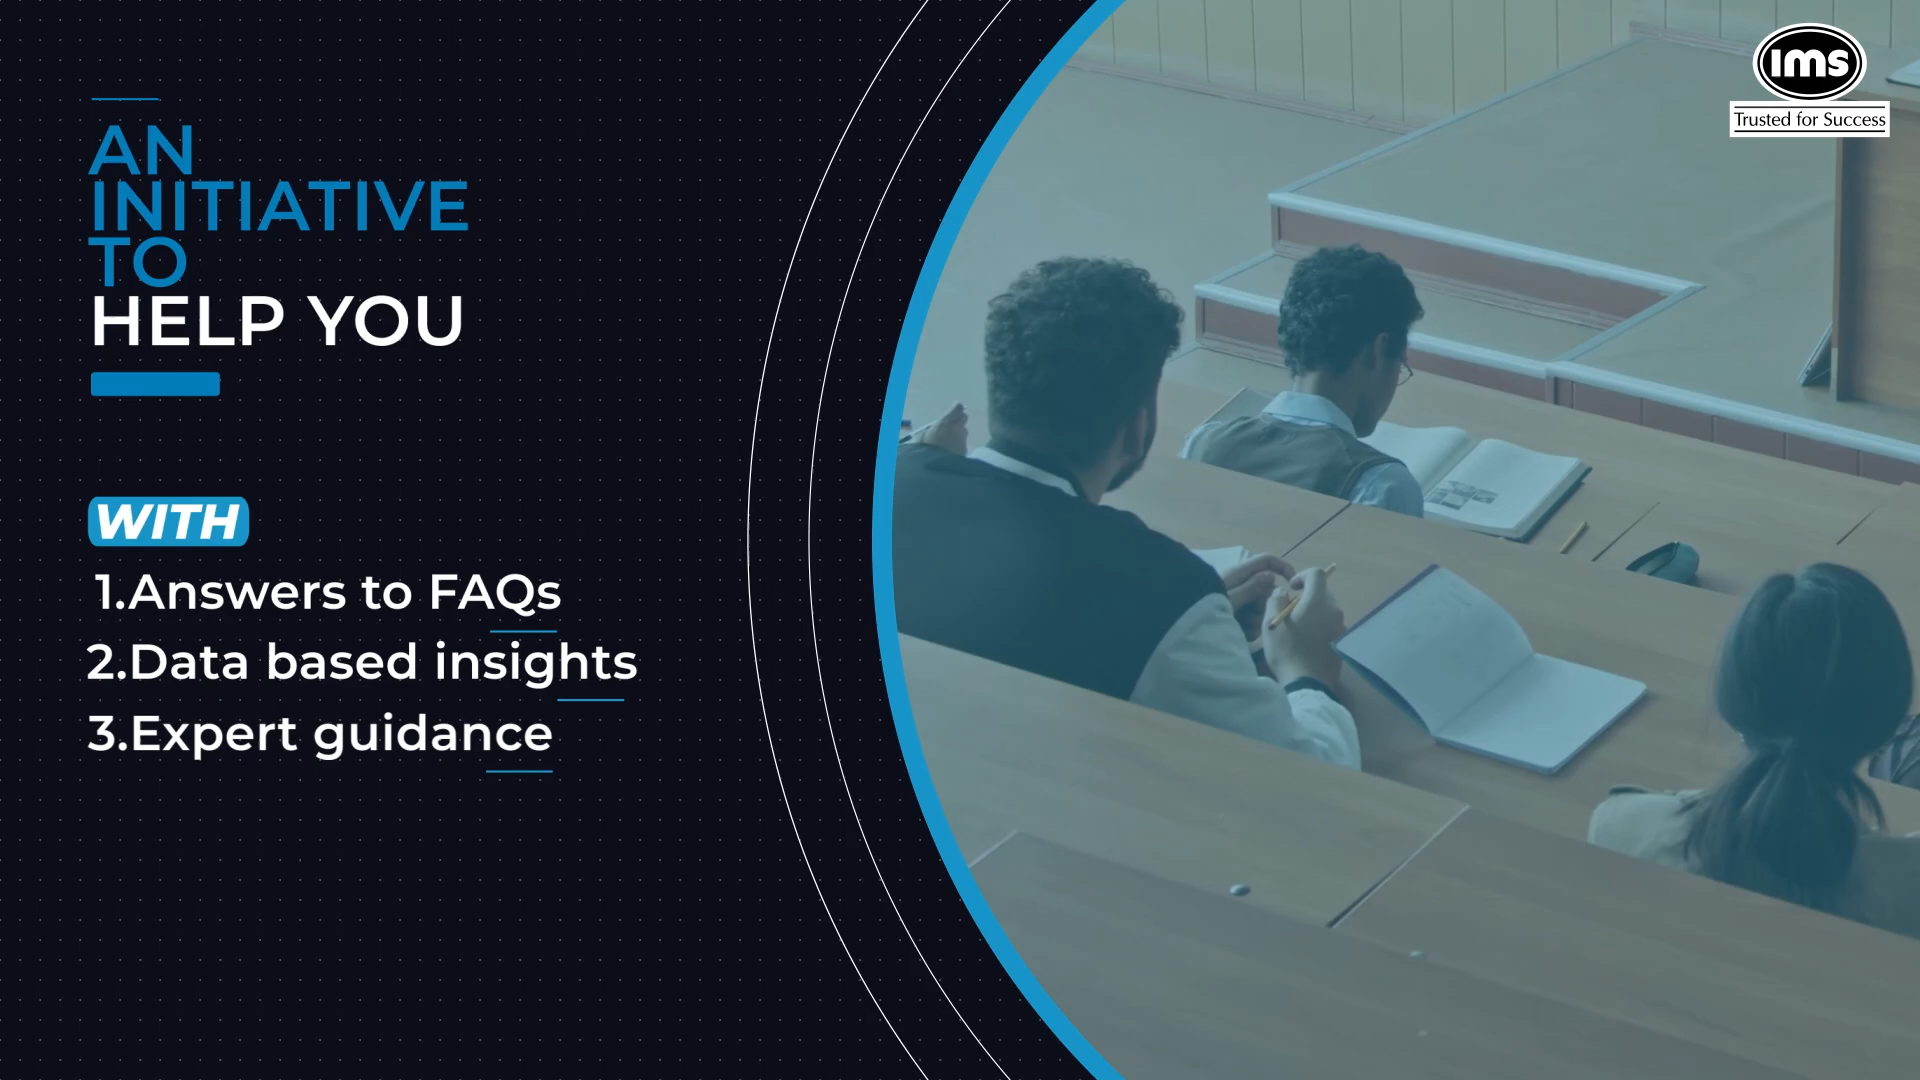 AN
INITIATIVE
TO
HELP YOU
WITH
1.Answers to FAQs
2.Data based insights
3.Expert guidance
ims
Trusted for Success